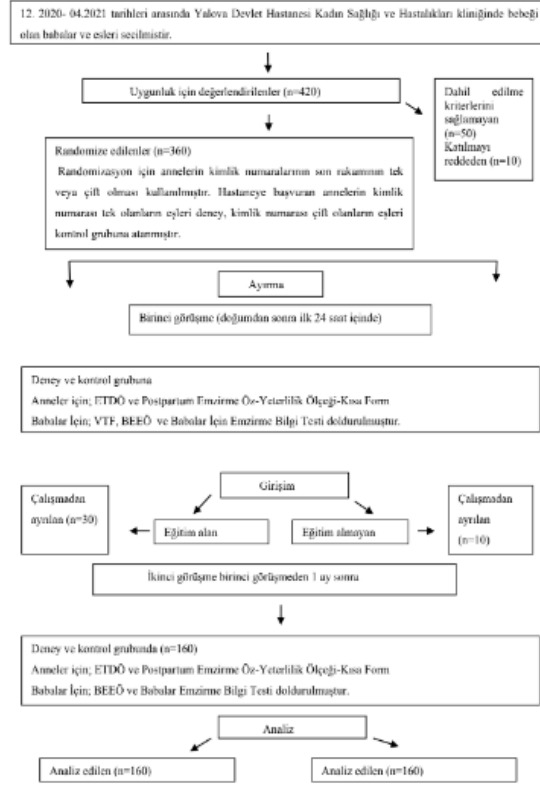 12. 2020- 04.2021 tarihleri arasında Yalova Devlet Hastanesi Kadın Sağlığı ve Hastalıkları kliniğinde bebeği
olan babalar ve eşleri seçilmiştir.
Uygunluk için değerlendirilenler (n=420)
Dahil edilme
kriterlerini
sağlamayan
(n=50)
Katılmayı
reddeden (n=10)
Randomize edilenler (n=360)
Randomizasyon için annelerin kimlik numaralarının son rakamının tek
veya çift olması kullanılmıştır. Hastaneye başvuran annelerin kimlik
numarası tek olanların eşleri deney, kimlik numarası çift olanların eşleri
kontrol grubuna atanmıştır.
Ayırma
Birinci görüşme (doğumdan sonra ilk 24 saat içinde)
Deney ve kontrol grubuna
Anneler için; ETDÖ ve Postpartum Emzirme Öz-Yeterlilik Ölçeği-Kısa Form
Babalar İçin; VTF, BEEÖ ve Babalar İçin Emzirme Bilgi Testi doldurulmuştur.
Girişim
Çalışmadan
ayrılan (n=30)
Eğitim alan
Eğitim almayan
Çalışmadan
ayrılan
(n=10)
İkinci görüşme birinci görüşmeden 1 ay sonra
Deney ve kontrol grubunda (n=160)
Anneler için; ETDÖ ve Postpartum Emzirme Öz-Yeterlilik Ölçeği-Kısa Form
Babalar İçin; BEEÖ ve Babalar Emzirme Bilgi Testi doldurulmuştur.
Analiz
Analiz edilen (n=160)
Analiz edilen (n=160)